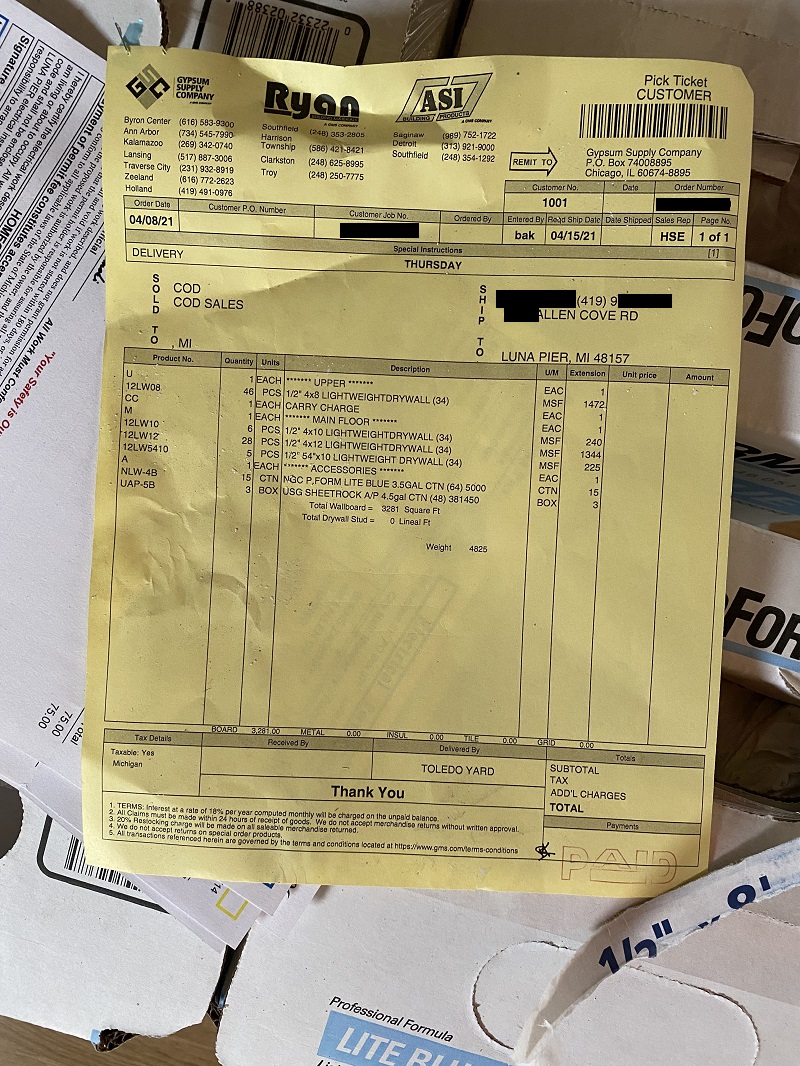 22332 02388
0
GSC
GYPSUM
SUPPLY
COMPANY
A GMS COMPANY
Ryan
A GMS COMPANY
ASI
BUILDING PRODUCTS
A GMS COMPANY
Pick Ticket
CUSTOMER
Byron Center (616) 583-9300
Ann Arbor (734) 545-7990
Kalamazoo (269) 342-0740
Lansing (517) 887-3006
Traverse City (231) 932-8919
Zeeland (616) 772-2623
Holland (419) 491-0976
Southfield (248) 353-2805
Harrison
Township (586) 421-8421
Clarkston (248) 625-8995
Troy (248) 250-7775
Saginaw (989) 752-1722
Detroit (313) 921-9000
Southfield (248) 354-1292
REMIT TO
Gypsum Supply Company
P.O. Box 74008895
Chicago, IL 60674-8895
Customer No. Date Order Number
1001
Order Date Customer P.O. Number Customer Job No. Ordered By Entered By Reqd Ship Date Date Shipped Sales Rep Page No.
04/08/21 bak 04/15/21 HSE 1 of 1
Special Instructions
DELIVERY [1]
THURSDAY
SOLD TO
COD
COD SALES
, MI
SHIP TO
(419) 9
ALLEN COVE RD
LUNA PIER, MI 48157
Product No. Quantity Units Description U/M Extension Unit price Amount
U 1 EACH ******* UPPER ******* EAC 1
12LW08 46 PCS 1/2" 4x8 LIGHTWEIGHTDRYWALL (34) MSF 1472
CC 1 EACH CARRY CHARGE EAC 1
M 1 EACH ******* MAIN FLOOR ******* EAC 1
12LW10 6 PCS 1/2" 4x10 LIGHTWEIGHTDRYWALL (34) MSF 240
12LW12 28 PCS 1/2" 4x12 LIGHTWEIGHTDRYWALL (34) MSF 1344
12LW5410 5 PCS 1/2" 54"x10 LIGHTWEIGHT DRYWALL (34) MSF 225
A 1 EACH ******* ACCESSORIES ******* EAC 1
NLW-4B 15 CTN NGC P.FORM LITE BLUE 3.5GAL CTN (64) 5000 CTN 15
UAP-5B 3 BOX USG SHEETROCK A/P 4.5gal CTN (48) 381450 BOX 3
Total Wallboard = 3281 Square Ft
Total Drywall Stud = 0 Lineal Ft
Weight 4825
BOARD 3,281.00 METAL 0.00 INSUL 0.00 TILE 0.00 GRID 0.00
Tax Details Received By Delivered By Totals
Taxable: Yes
Michigan
TOLEDO YARD
SUBTOTAL
TAX
ADD'L CHARGES
TOTAL
Thank You
Payments
1. TERMS: Interest at a rate of 18% per year computed monthly will be charged on the unpaid balance.
2. All Claims must be made within 24 hours of receipt of goods. We do not accept merchandise returns without written approval.
3. 20% Restocking charge will be made on all saleable merchandise returned.
4. We do not accept returns on special order products.
5. All transactions referenced herein are governed by the terms and conditions located at https://www.gms.com/terms-conditions
PAID
75.00
75.00
"Your Safety is
All Work Must
FOR
1/2" x 8'
Professional Formula
LITE BLU